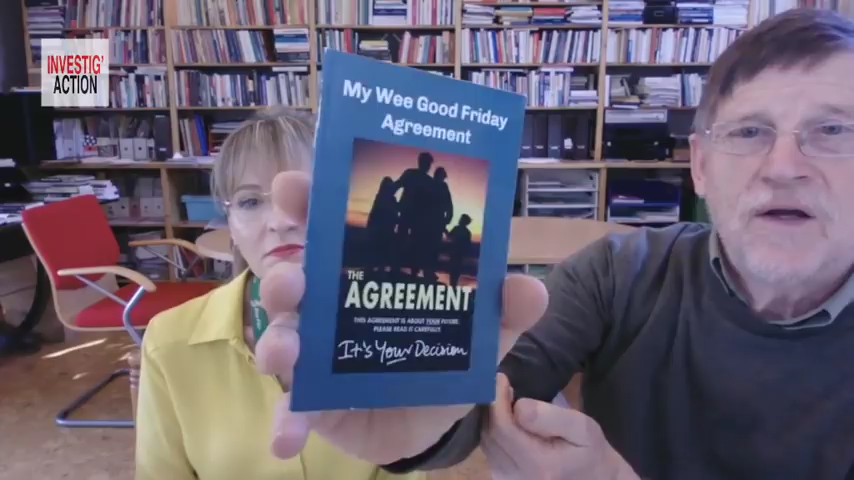 INVESTIG'
ACTION
My Wee Good Friday
Agreement
THE
AGREEMENT
THIS AGREEMENT IS ABOUT YOUR FUTURE.
PLEASE READ IT CAREFULLY.
It's Your Decision